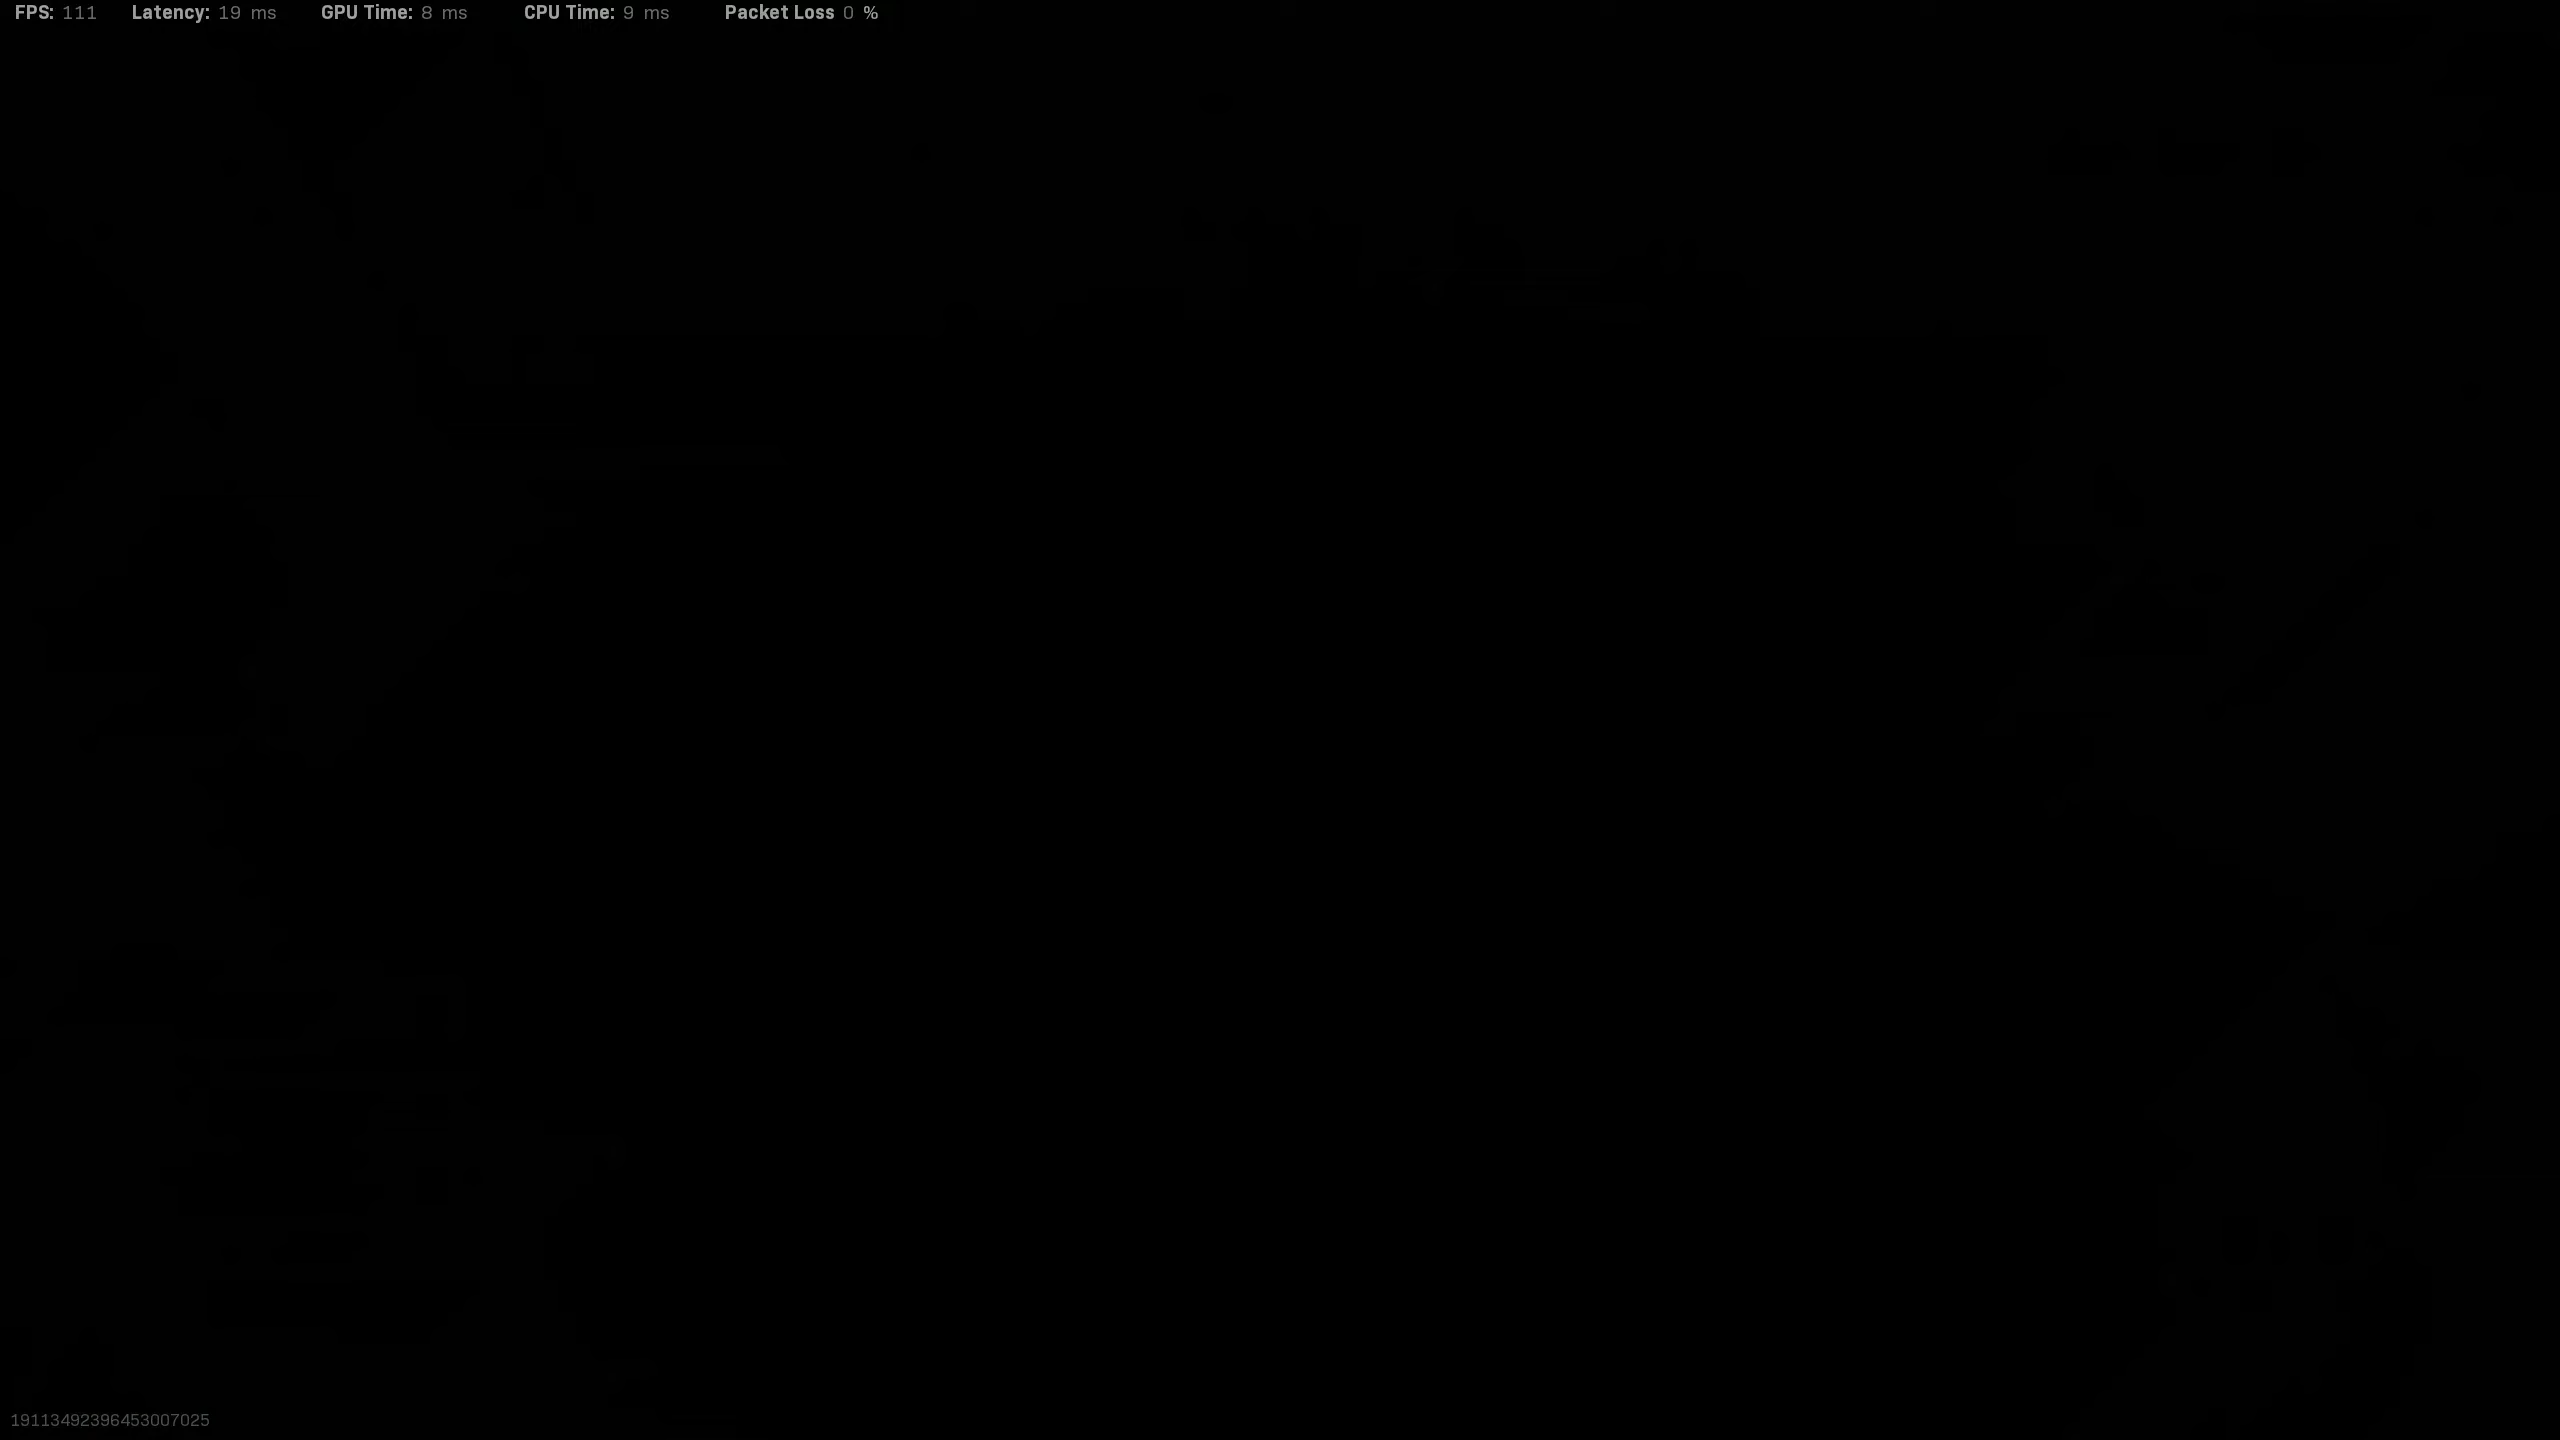 FPS: 111 Latency: 19 ms GPU Time: 8 ms CPU Time: 9 ms Packet Loss 0 %
19113492396453007025